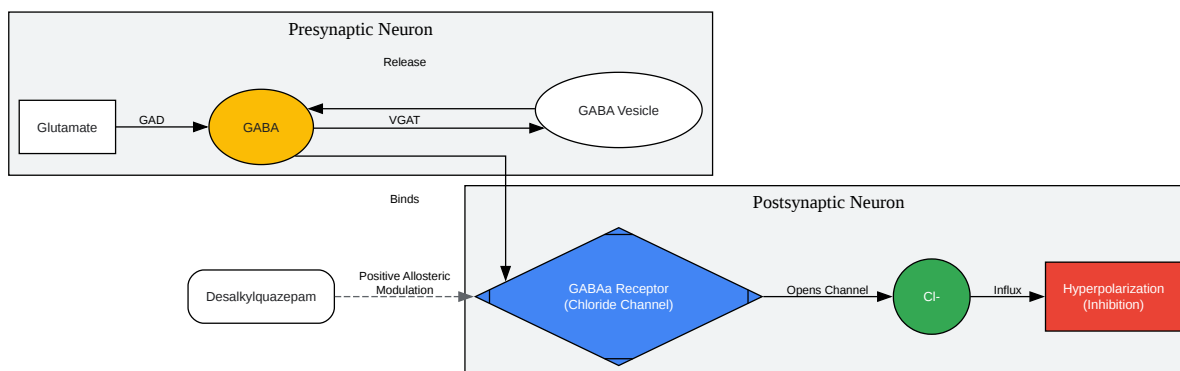 Presynaptic Neuron
Release
Glutamate
GAD
GABA
VGAT
GABA Vesicle
Binds
Postsynaptic Neuron
Desalkylquazepam
Positive Allosteric
Modulation
GABAa Receptor
(Chloride Channel)
Opens Channel
Cl-
Influx
Hyperpolarization
(Inhibition)